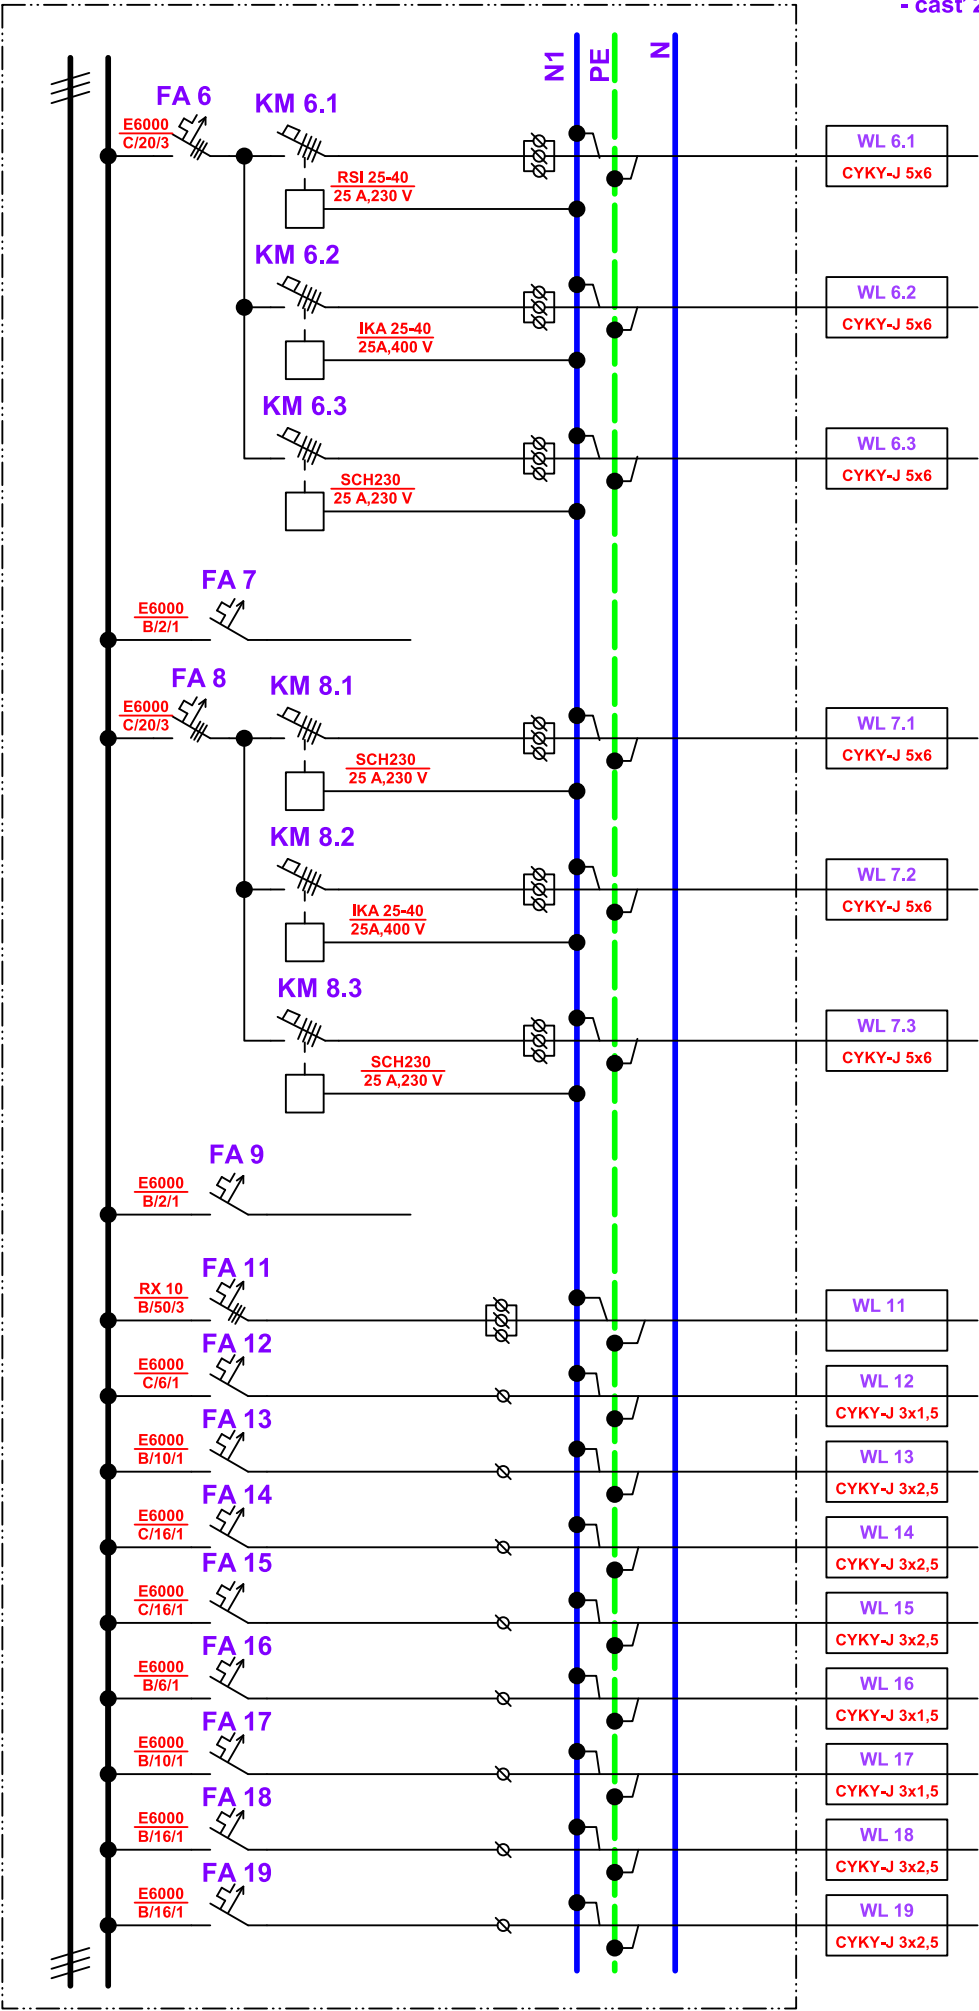 - cast' 2
N1
PE
N
FA 6
KM 6.1
E6000
C/20/3
WL 6.1
CYKY-J 5x6
RSI 25-40
25 A,230 V
KM 6.2
WL 6.2
CYKY-J 5x6
IKA 25-40
25A,400 V
KM 6.3
WL 6.3
CYKY-J 5x6
SCH230
25 A,230 V
FA 7
E6000
B/2/1
FA 8
KM 8.1
E6000
C/20/3
WL 7.1
CYKY-J 5x6
SCH230
25 A,230 V
KM 8.2
WL 7.2
CYKY-J 5x6
IKA 25-40
25A,400 V
KM 8.3
WL 7.3
CYKY-J 5x6
SCH230
25 A,230 V
FA 9
E6000
B/2/1
FA 11
RX 10
B/50/3
WL 11
FA 12
E6000
C/6/1
WL 12
CYKY-J 3x1,5
FA 13
E6000
B/10/1
WL 13
CYKY-J 3x2,5
FA 14
E6000
C/16/1
WL 14
CYKY-J 3x2,5
FA 15
E6000
C/16/1
WL 15
CYKY-J 3x2,5
FA 16
E6000
B/6/1
WL 16
CYKY-J 3x1,5
FA 17
E6000
B/10/1
WL 17
CYKY-J 3x1,5
FA 18
E6000
B/16/1
WL 18
CYKY-J 3x2,5
FA 19
E6000
B/16/1
WL 19
CYKY-J 3x2,5